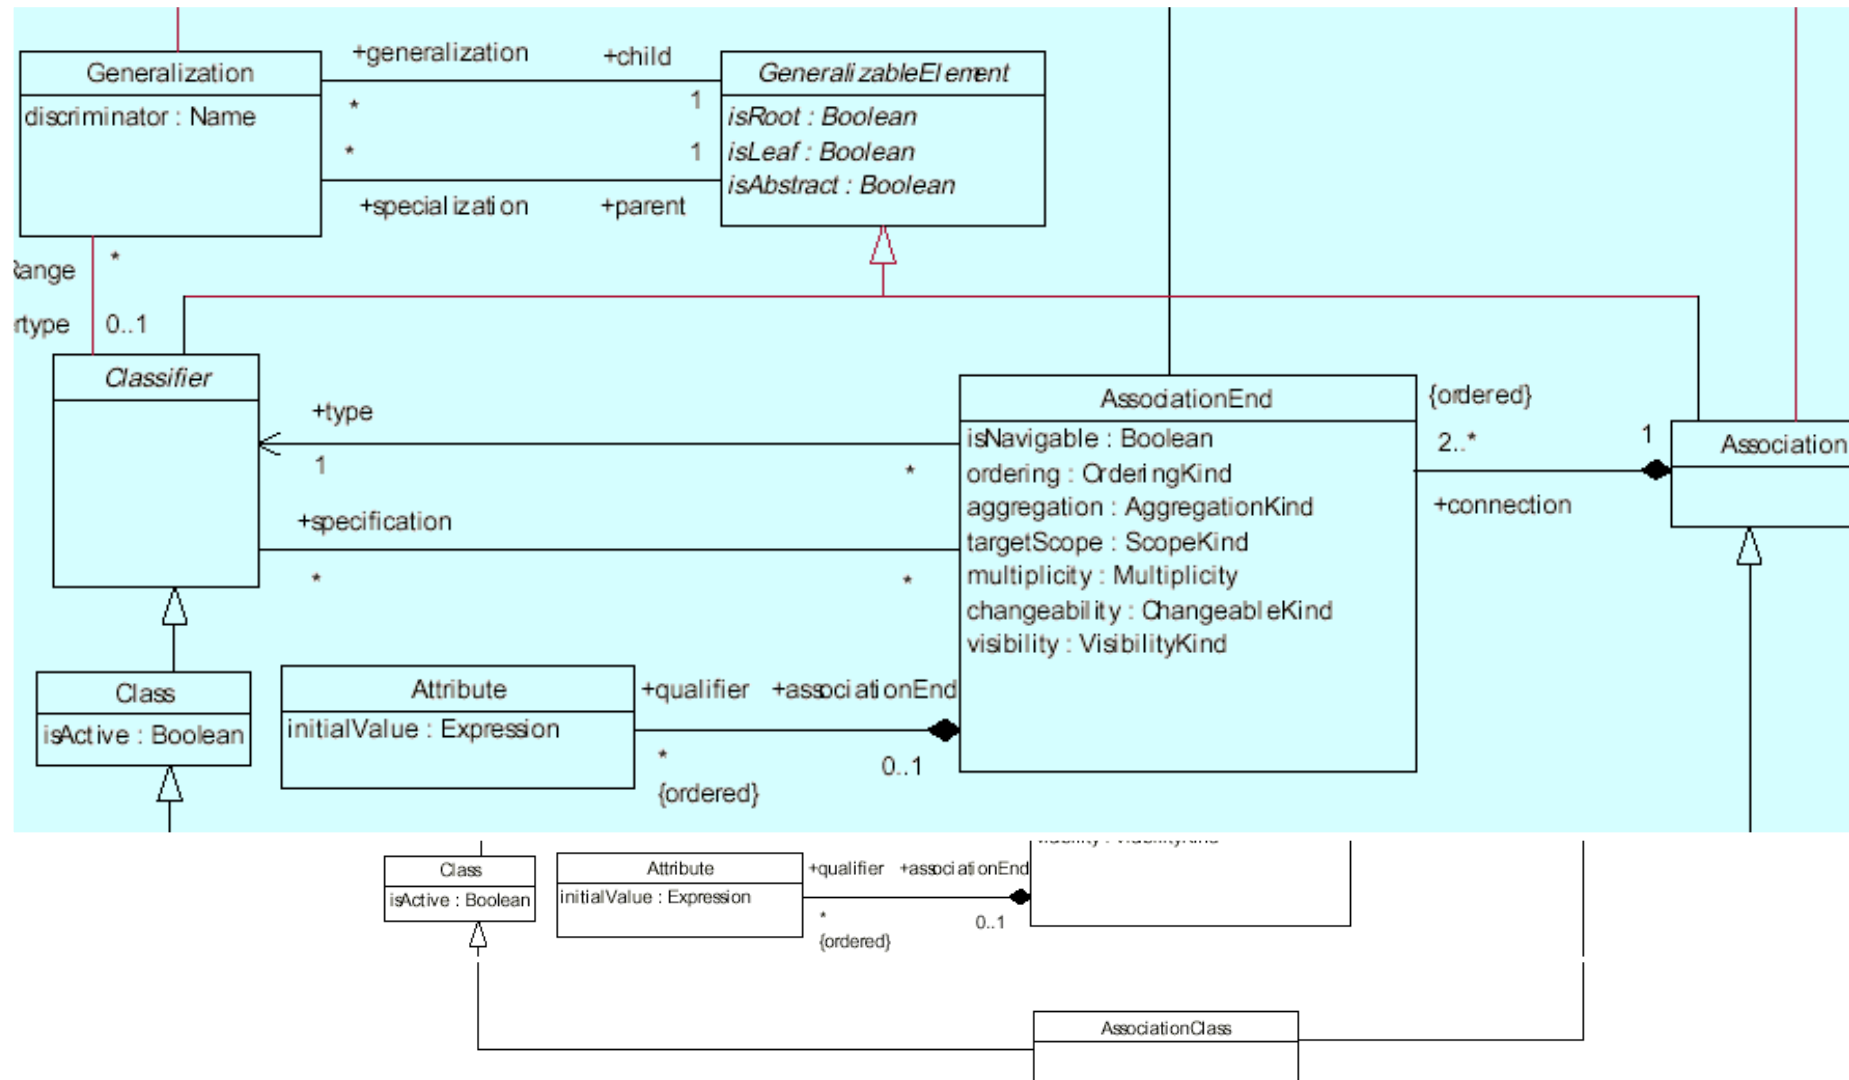 +generalization
+child
Generalization
discriminator : Name
*
1
*
1
+specialization
+parent
GeneralizableElement
isRoot : Boolean
isLeaf : Boolean
isAbstract : Boolean
*
0..1
Classifier
+type
1
*
+specification
*
*
AssociationEnd
isNavigable : Boolean
ordering : OrderingKind
aggregation : AggregationKind
targetScope : ScopeKind
multiplicity : Multiplicity
changeability : ChangeableKind
visibility : VisibilityKind
{ordered}
2..*
1
+connection
Association
Class
isActive : Boolean
Attribute
initialValue : Expression
+qualifier
+associationEnd
*
0..1
{ordered}
Class
isActive : Boolean
Attribute
initialValue : Expression
+qualifier
+associationEnd
*
0..1
{ordered}
AssociationClass